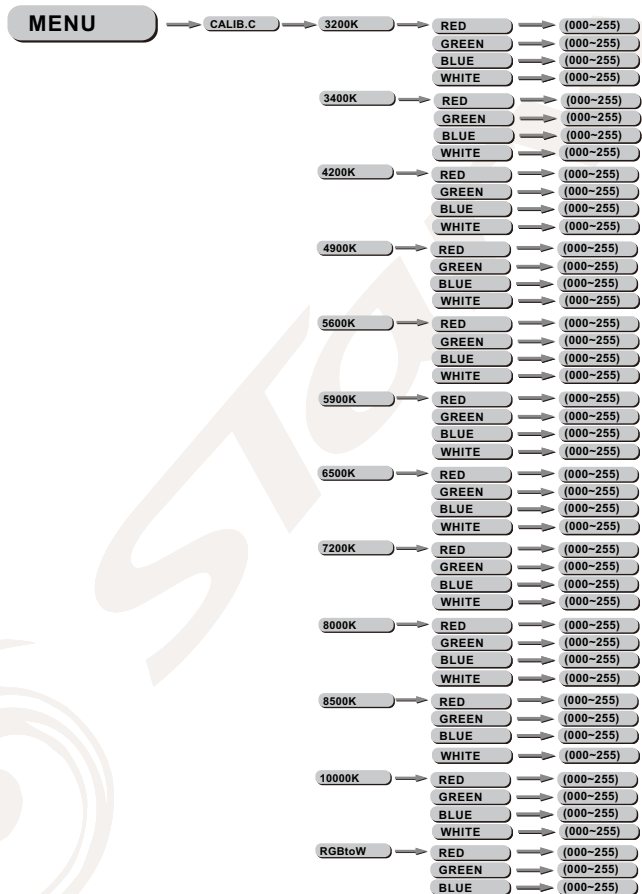 MENU CALIB.C 3200K RED (000~255)
GREEN (000~255)
BLUE (000~255)
WHITE (000~255)
3400K RED (000~255)
GREEN (000~255)
BLUE (000~255)
WHITE (000~255)
4200K RED (000~255)
GREEN (000~255)
BLUE (000~255)
WHITE (000~255)
4900K RED (000~255)
GREEN (000~255)
BLUE (000~255)
WHITE (000~255)
5600K RED (000~255)
GREEN (000~255)
BLUE (000~255)
WHITE (000~255)
5900K RED (000~255)
GREEN (000~255)
BLUE (000~255)
WHITE (000~255)
6500K RED (000~255)
GREEN (000~255)
BLUE (000~255)
WHITE (000~255)
7200K RED (000~255)
GREEN (000~255)
BLUE (000~255)
WHITE (000~255)
8000K RED (000~255)
GREEN (000~255)
BLUE (000~255)
WHITE (000~255)
8500K RED (000~255)
GREEN (000~255)
BLUE (000~255)
WHITE (000~255)
10000K RED (000~255)
GREEN (000~255)
BLUE (000~255)
WHITE (000~255)
RGBtoW RED (000~255)
GREEN (000~255)
BLUE (000~255)